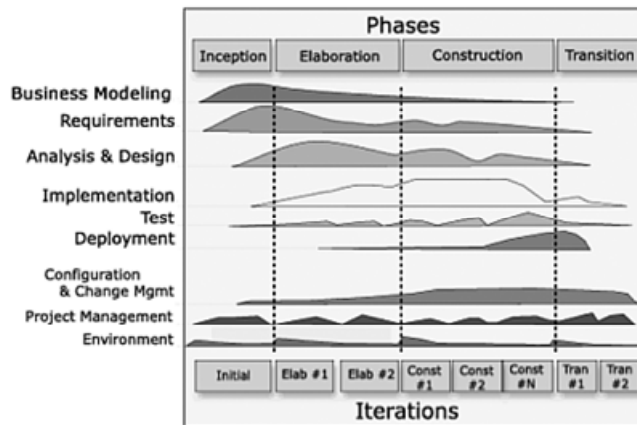 Phases
Inception Elaboration Construction Transition
Business Modeling
Requirements
Analysis & Design
Implementation
Test
Deployment
Configuration
& Change Mgmt
Project Management
Environment
Initial Elab #1 Elab #2 Const #1 Const #2 Const #N Tran #1 Tran #2
Iterations